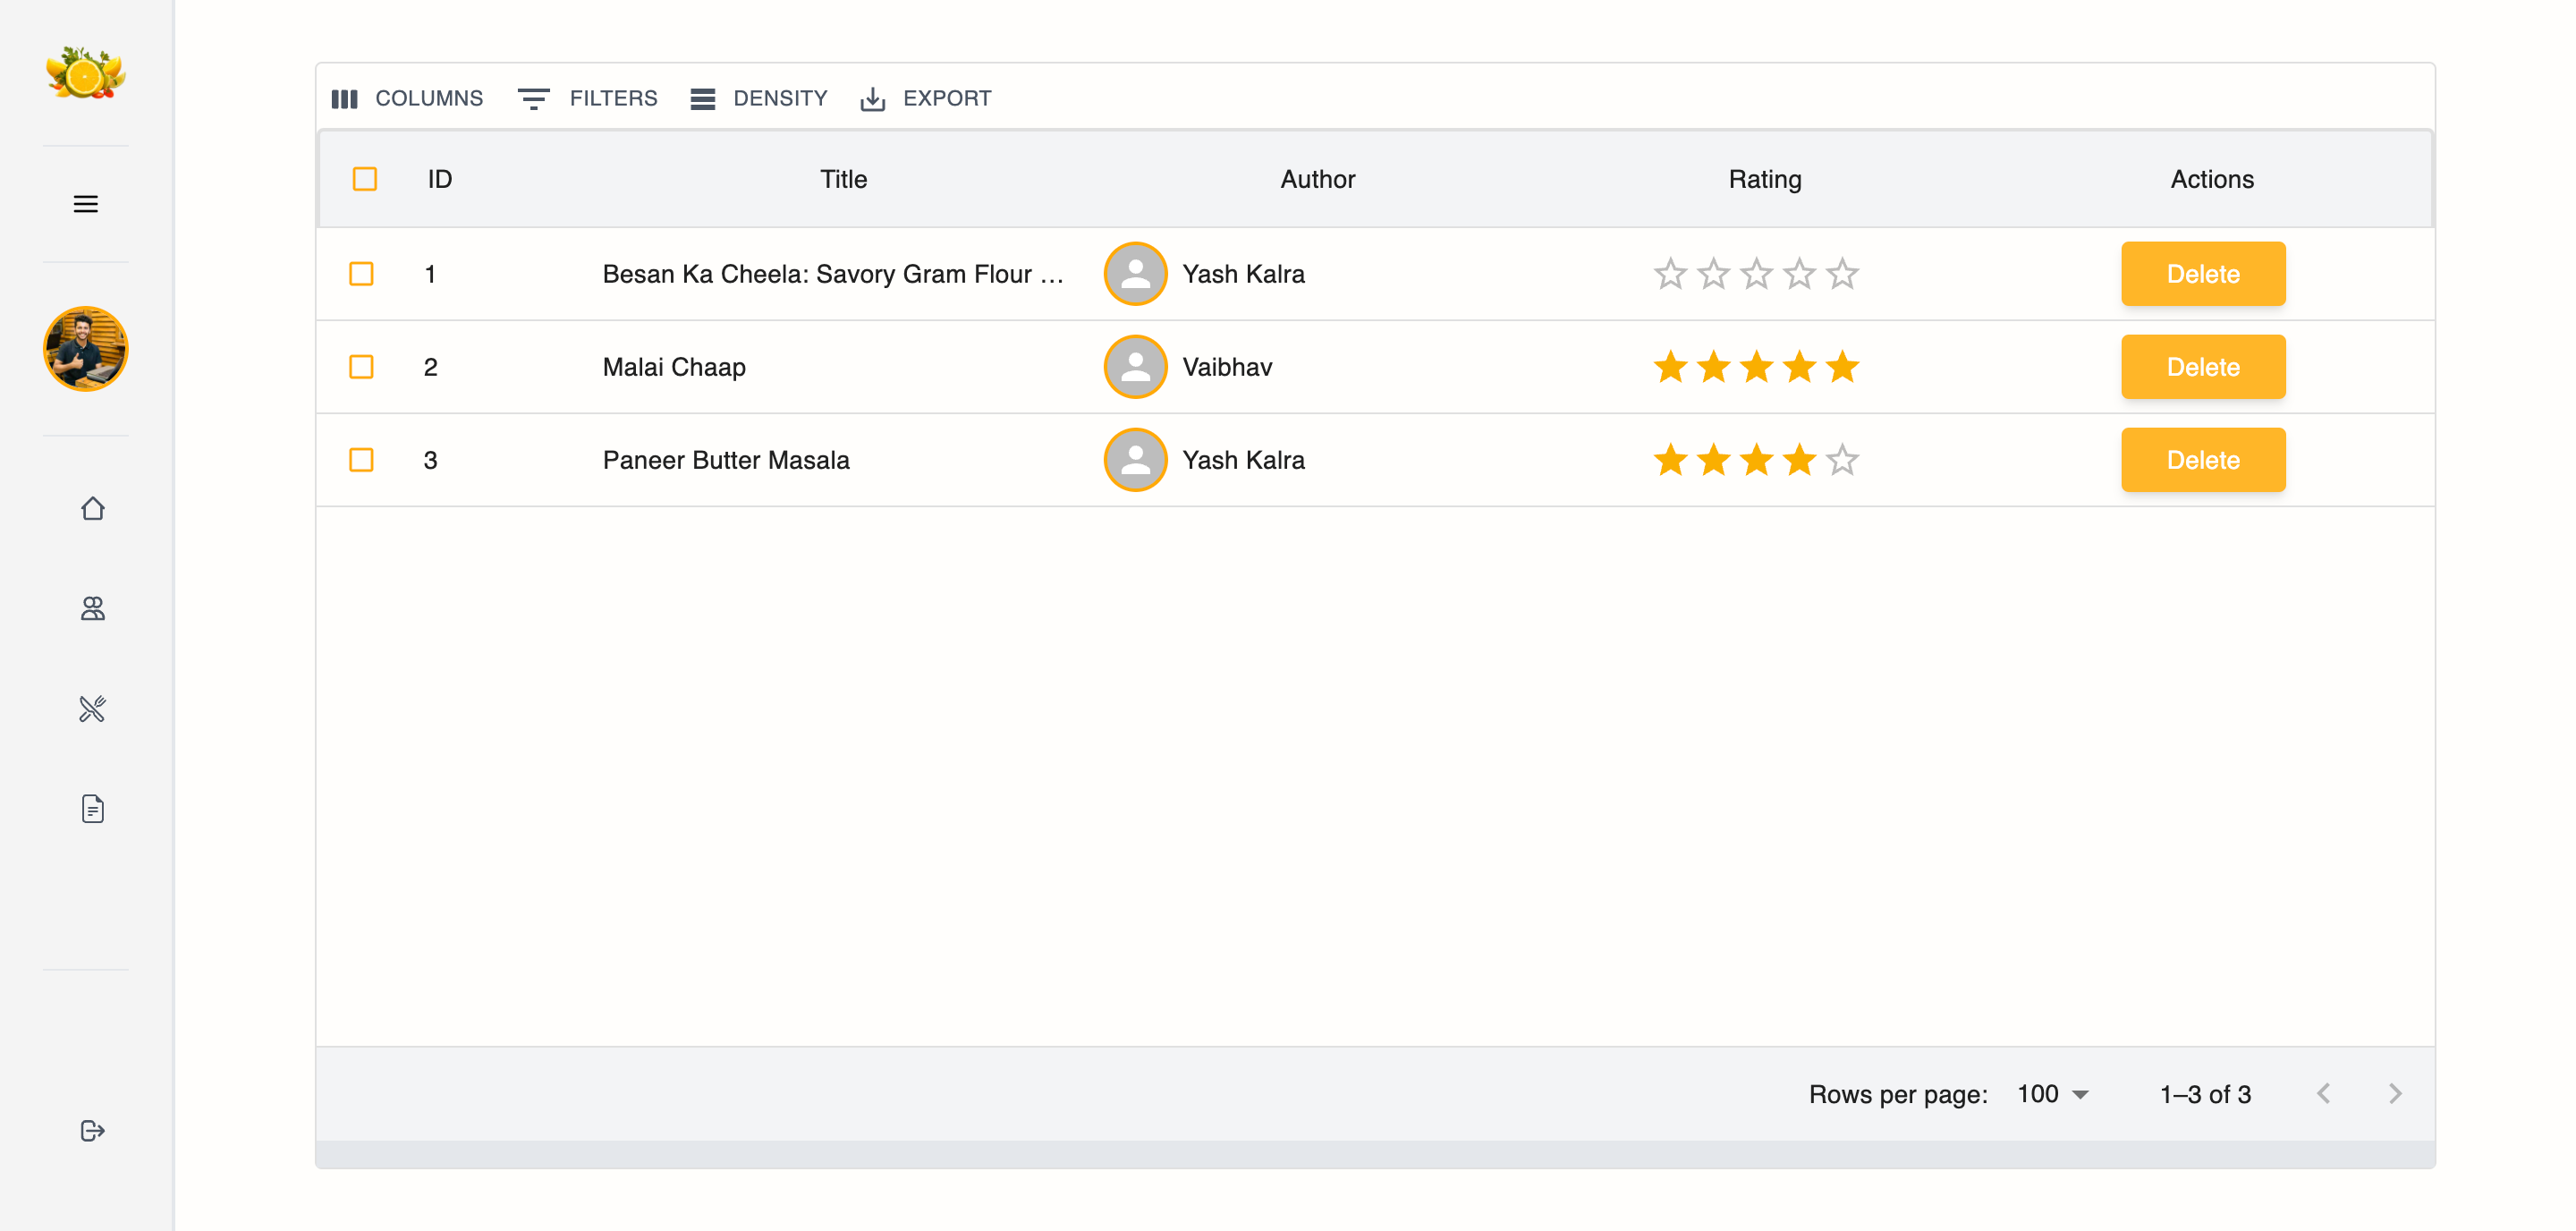 COLUMNS FILTERS DENSITY EXPORT
ID Title Author Rating Actions
1 Besan Ka Cheela: Savory Gram Flour … Yash Kalra Delete
2 Malai Chaap Vaibhav Delete
3 Paneer Butter Masala Yash Kalra Delete
Rows per page: 100 1–3 of 3